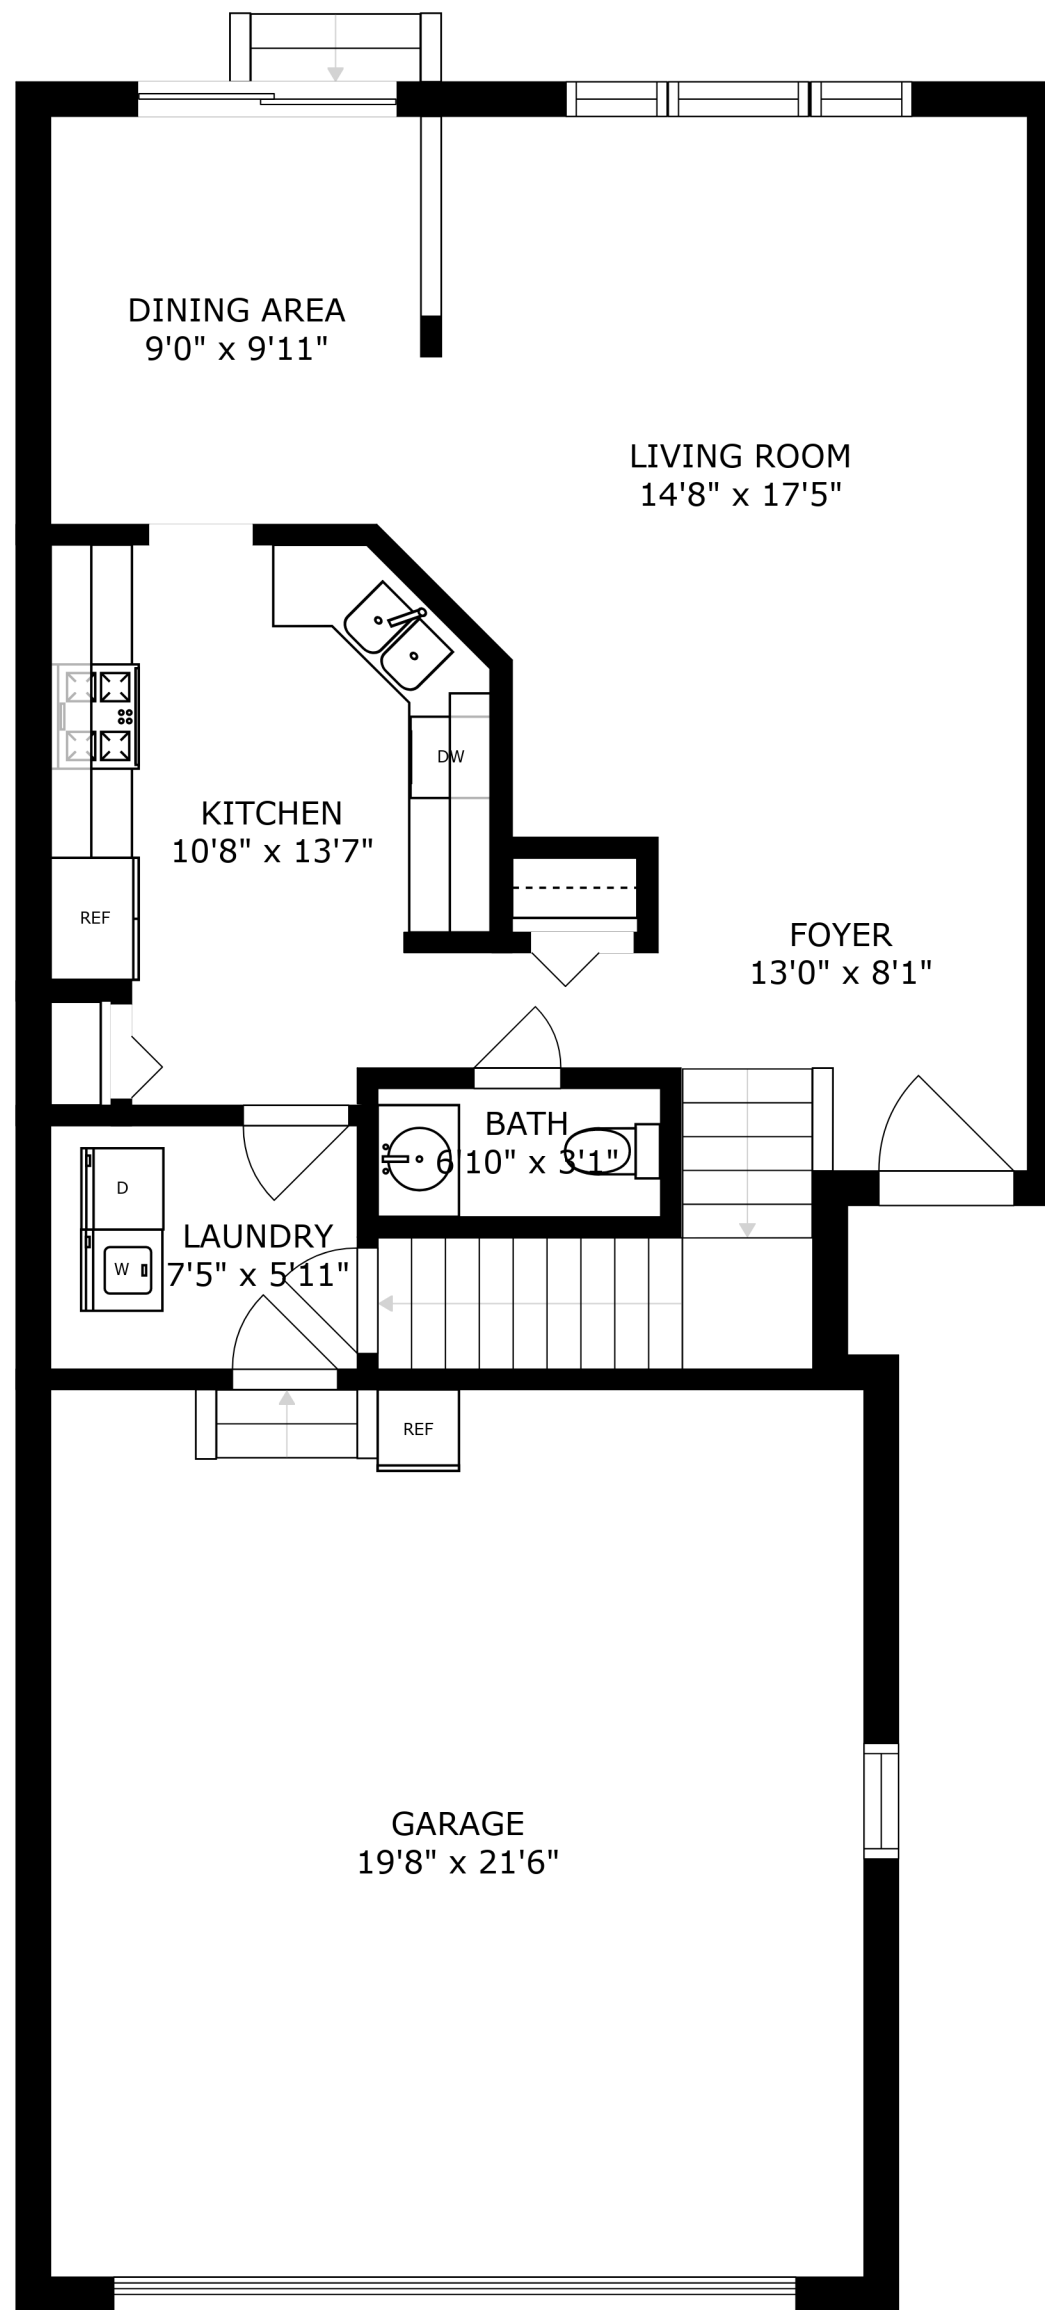 DINING AREA
9'0" x 9'11"
LIVING ROOM
14'8" x 17'5"
DW
KITCHEN
10'8" x 13'7"
REF
FOYER
13'0" x 8'1"
BATH
6'10" x 3'1"
D
LAUNDRY
7'5" x 5'11"
W
REF
GARAGE
19'8" x 21'6"